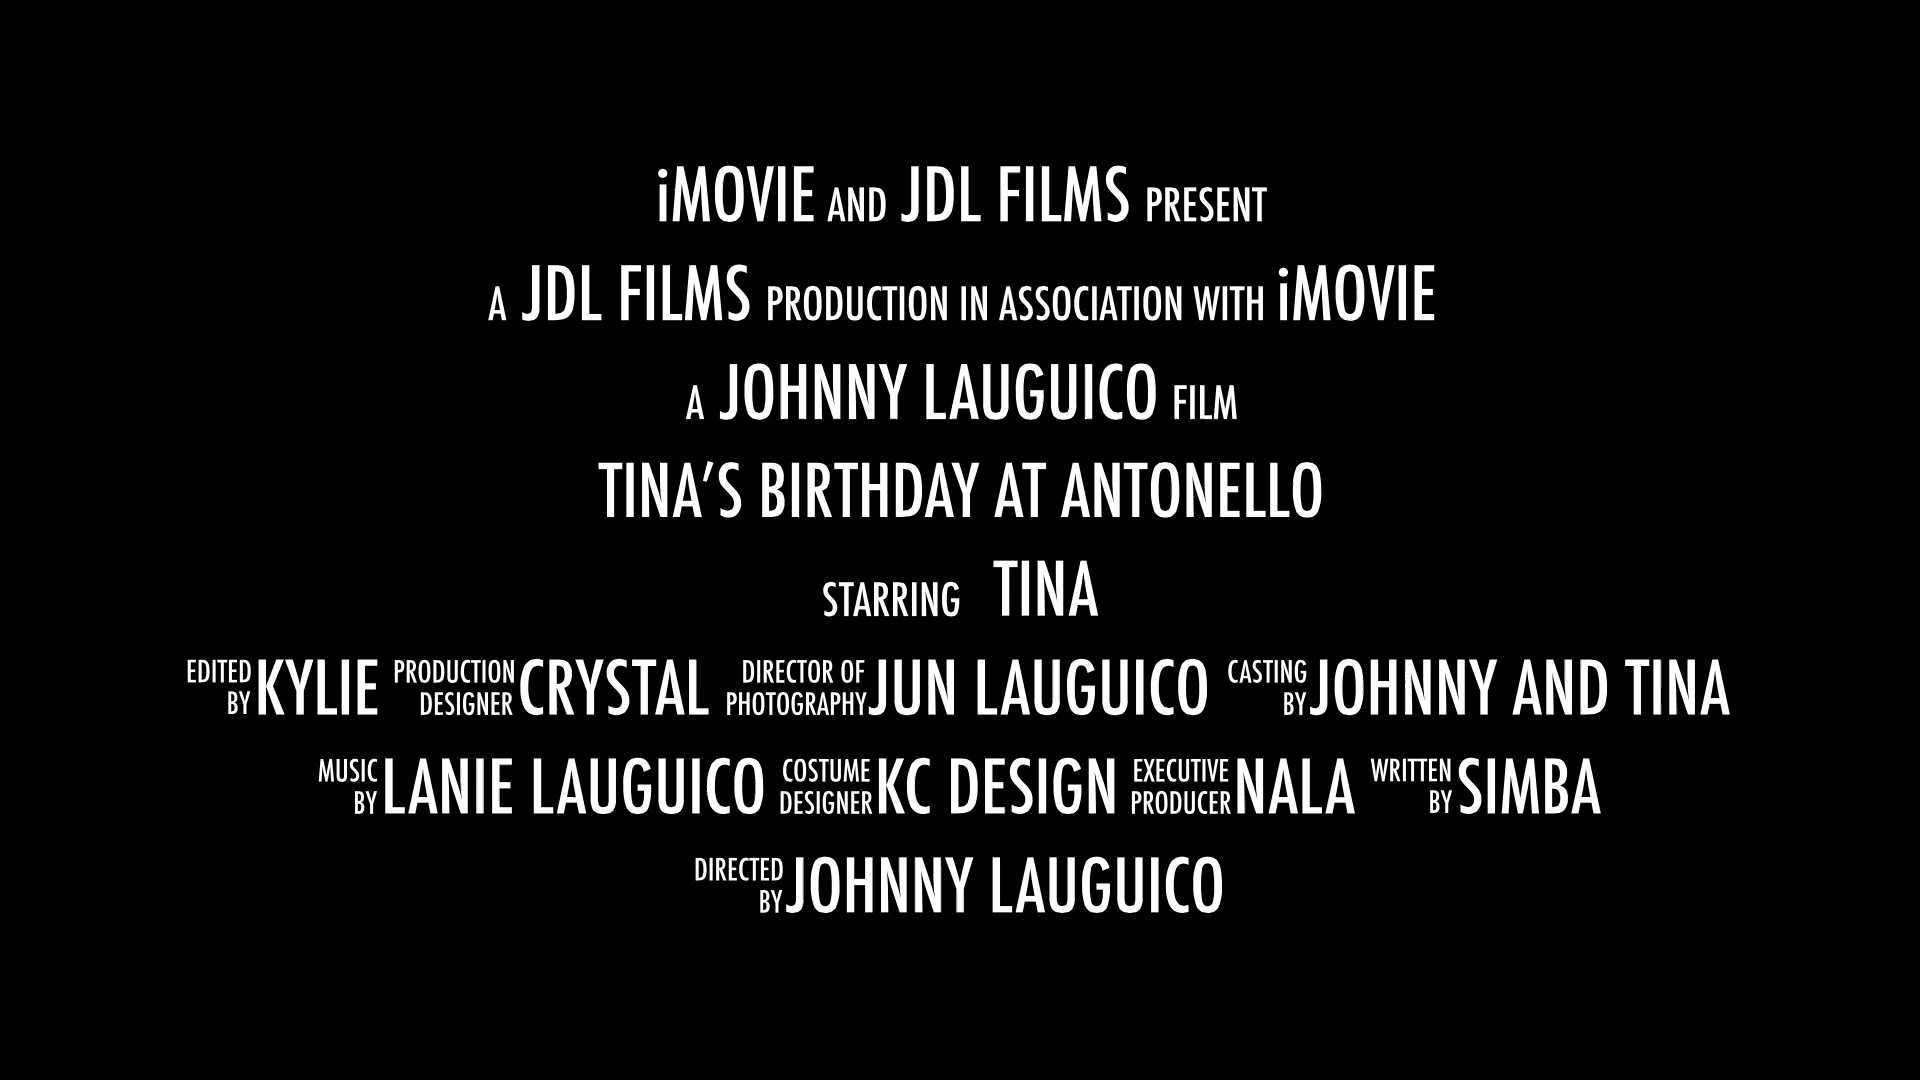 iMOVIE AND JDL FILMS PRESENT
A JDL FILMS PRODUCTION IN ASSOCIATION WITH iMOVIE
A JOHNNY LAUGUICO FILM
TINA’S BIRTHDAY AT ANTONELLO
STARRING TINA
EDITED BY KYLIE PRODUCTION DESIGNER CRYSTAL DIRECTOR OF PHOTOGRAPHY JUN LAUGUICO CASTING BY JOHNNY AND TINA
MUSIC BY LANIE LAUGUICO COSTUME DESIGNER KC DESIGN EXECUTIVE PRODUCER NALA WRITTEN BY SIMBA
DIRECTED BY JOHNNY LAUGUICO